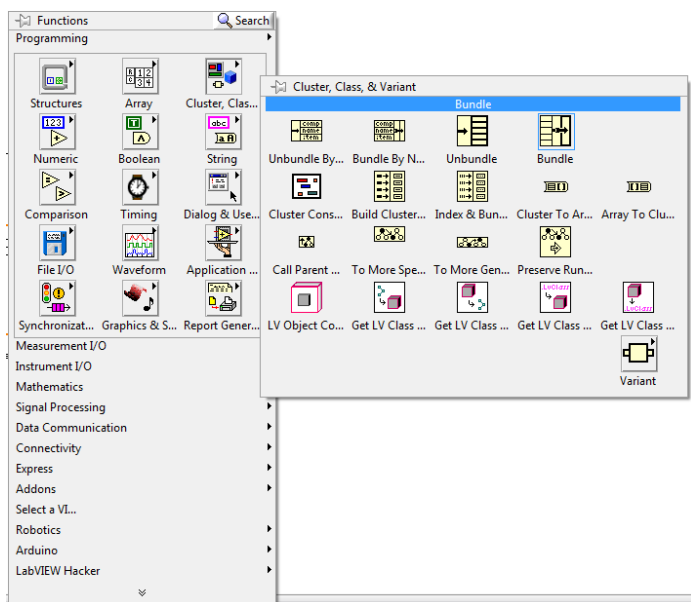 Functions
Search
Programming
Structures
Array
Cluster, Clas...
Numeric
Boolean
String
Comparison
Timing
Dialog & Use...
File I/O
Waveform
Application ...
Synchronizat...
Graphics & S...
Report Gener...
Measurement I/O
Instrument I/O
Mathematics
Signal Processing
Data Communication
Connectivity
Express
Addons
Select a VI...
Robotics
Arduino
LabVIEW Hacker
Cluster, Class, & Variant
Bundle
Unbundle By...
Bundle By N...
Unbundle
Bundle
Cluster Cons...
Build Cluster...
Index & Bun...
Cluster To Ar...
Array To Clu...
Call Parent ...
To More Spe...
To More Gen...
Preserve Run...
LV Object Co...
Get LV Class ...
Get LV Class ...
Get LV Class ...
Get LV Class ...
Variant